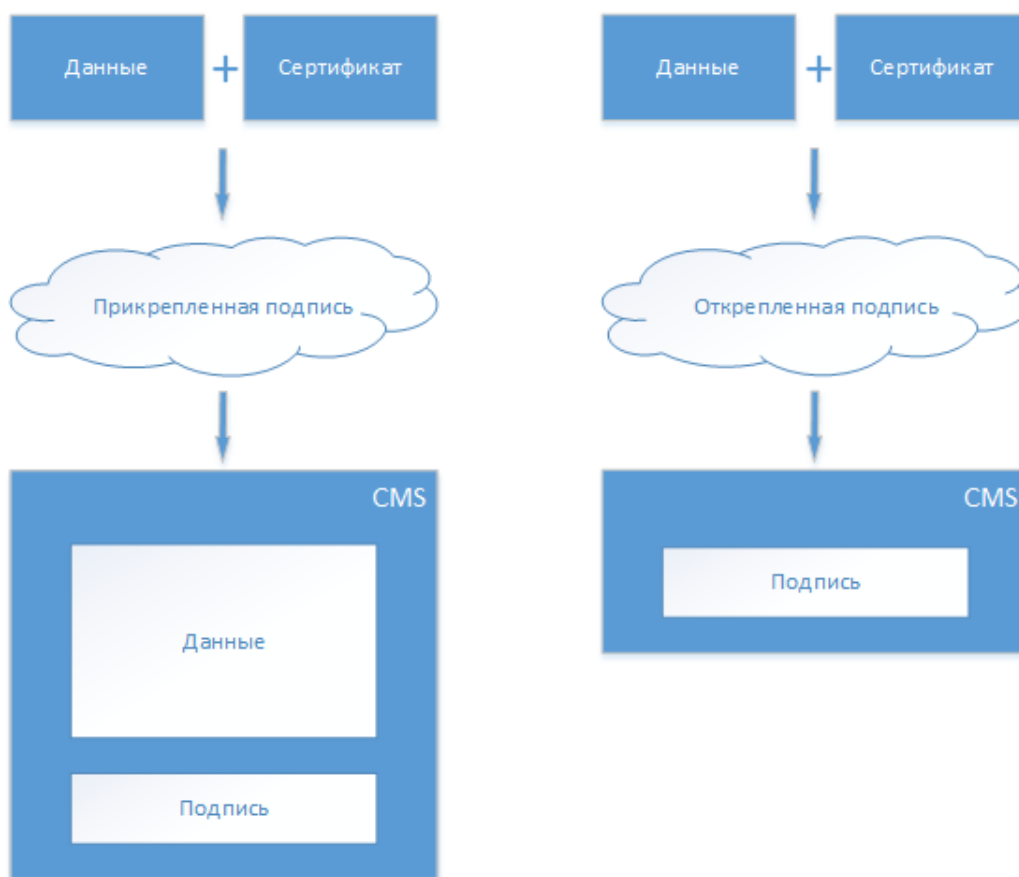 Данные + Сертификат
Прикрепленная подпись
CMS
Данные
Подпись
Данные + Сертификат
Открепленная подпись
CMS
Подпись